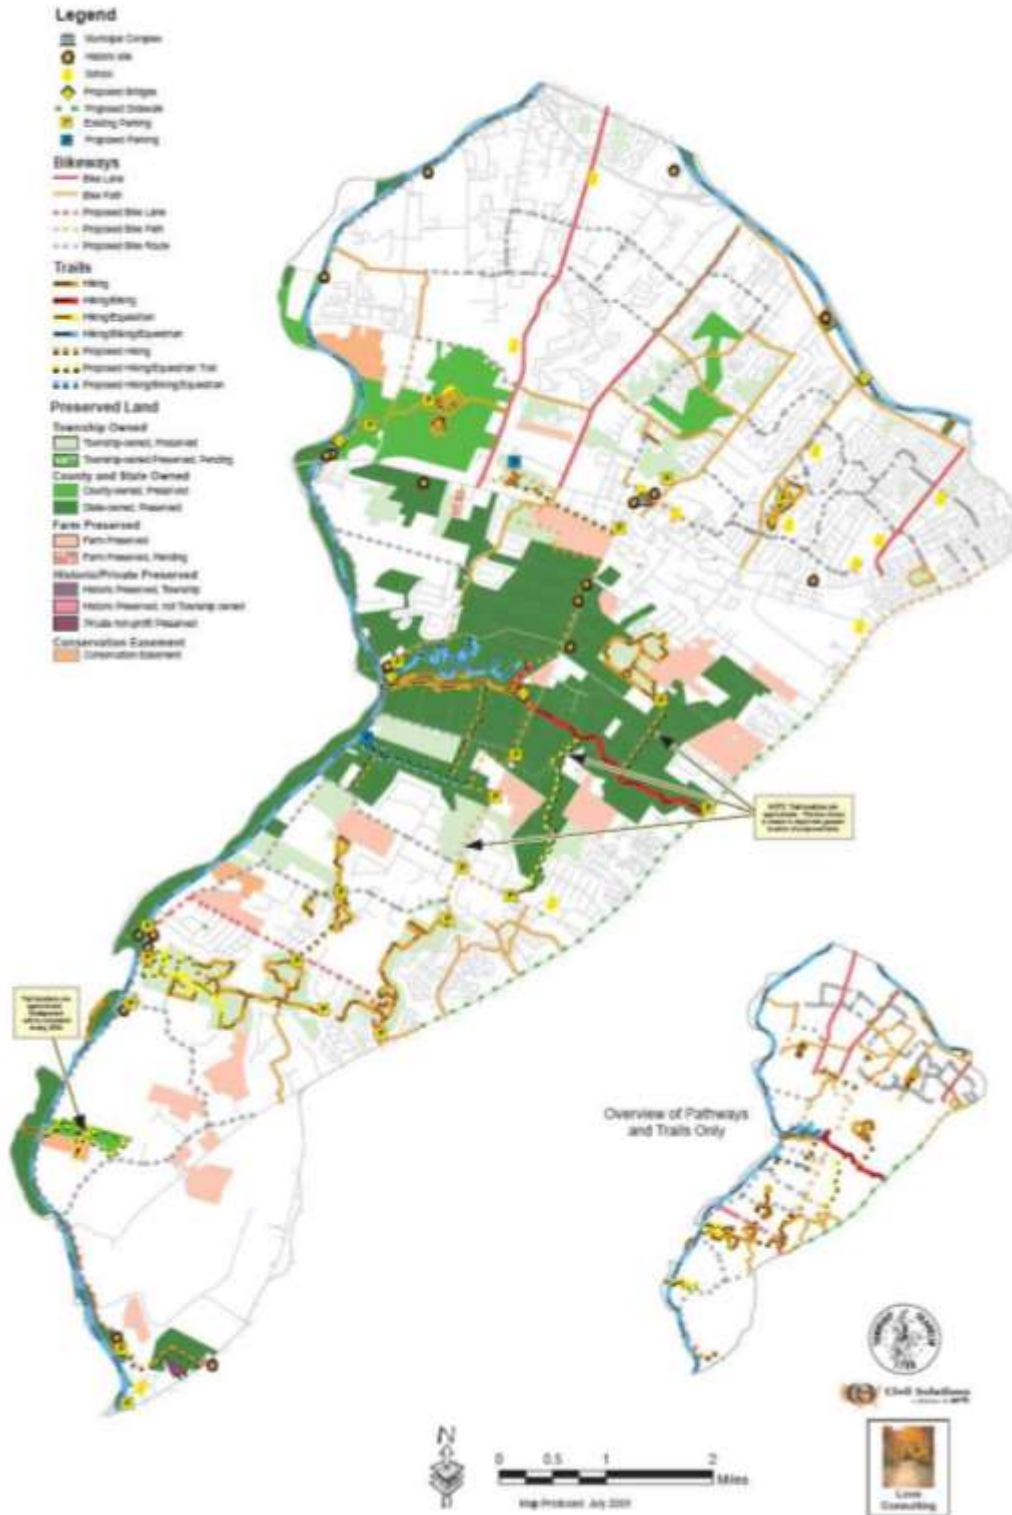 Legend
Municipal Complex
Historic site
School
Proposed Bridges
Proposed Sidewalk
Existing Parking
Proposed Parking
Bikeways
Bike Lane
Bike Path
Proposed Bike Lane
Proposed Bike Path
Proposed Bike Route
Trails
Hiking
Hiking/Biking
Hiking/Equestrian
Hiking/Biking/Equestrian
Proposed Hiking
Proposed Hiking/Equestrian Trail
Proposed Hiking/Biking/Equestrian
Preserved Land
Township Owned
Township-owned, Preserved
Township-owned Preserved, Pending
County and State Owned
County-owned, Preserved
State-owned, Preserved
Farm Preserved
Farm Preserved
Farm Preserved, Pending
Historic/Private Preserved
Historic Preserved, Township
Historic Preserved, not Township owned
Private non-profit Preserved
Conservation Easement
Conservation Easement
Overview of Pathways
and Trails Only
Civil Solutions
N
0 0.5 1 2
Miles
Map Produced: July
Consulting